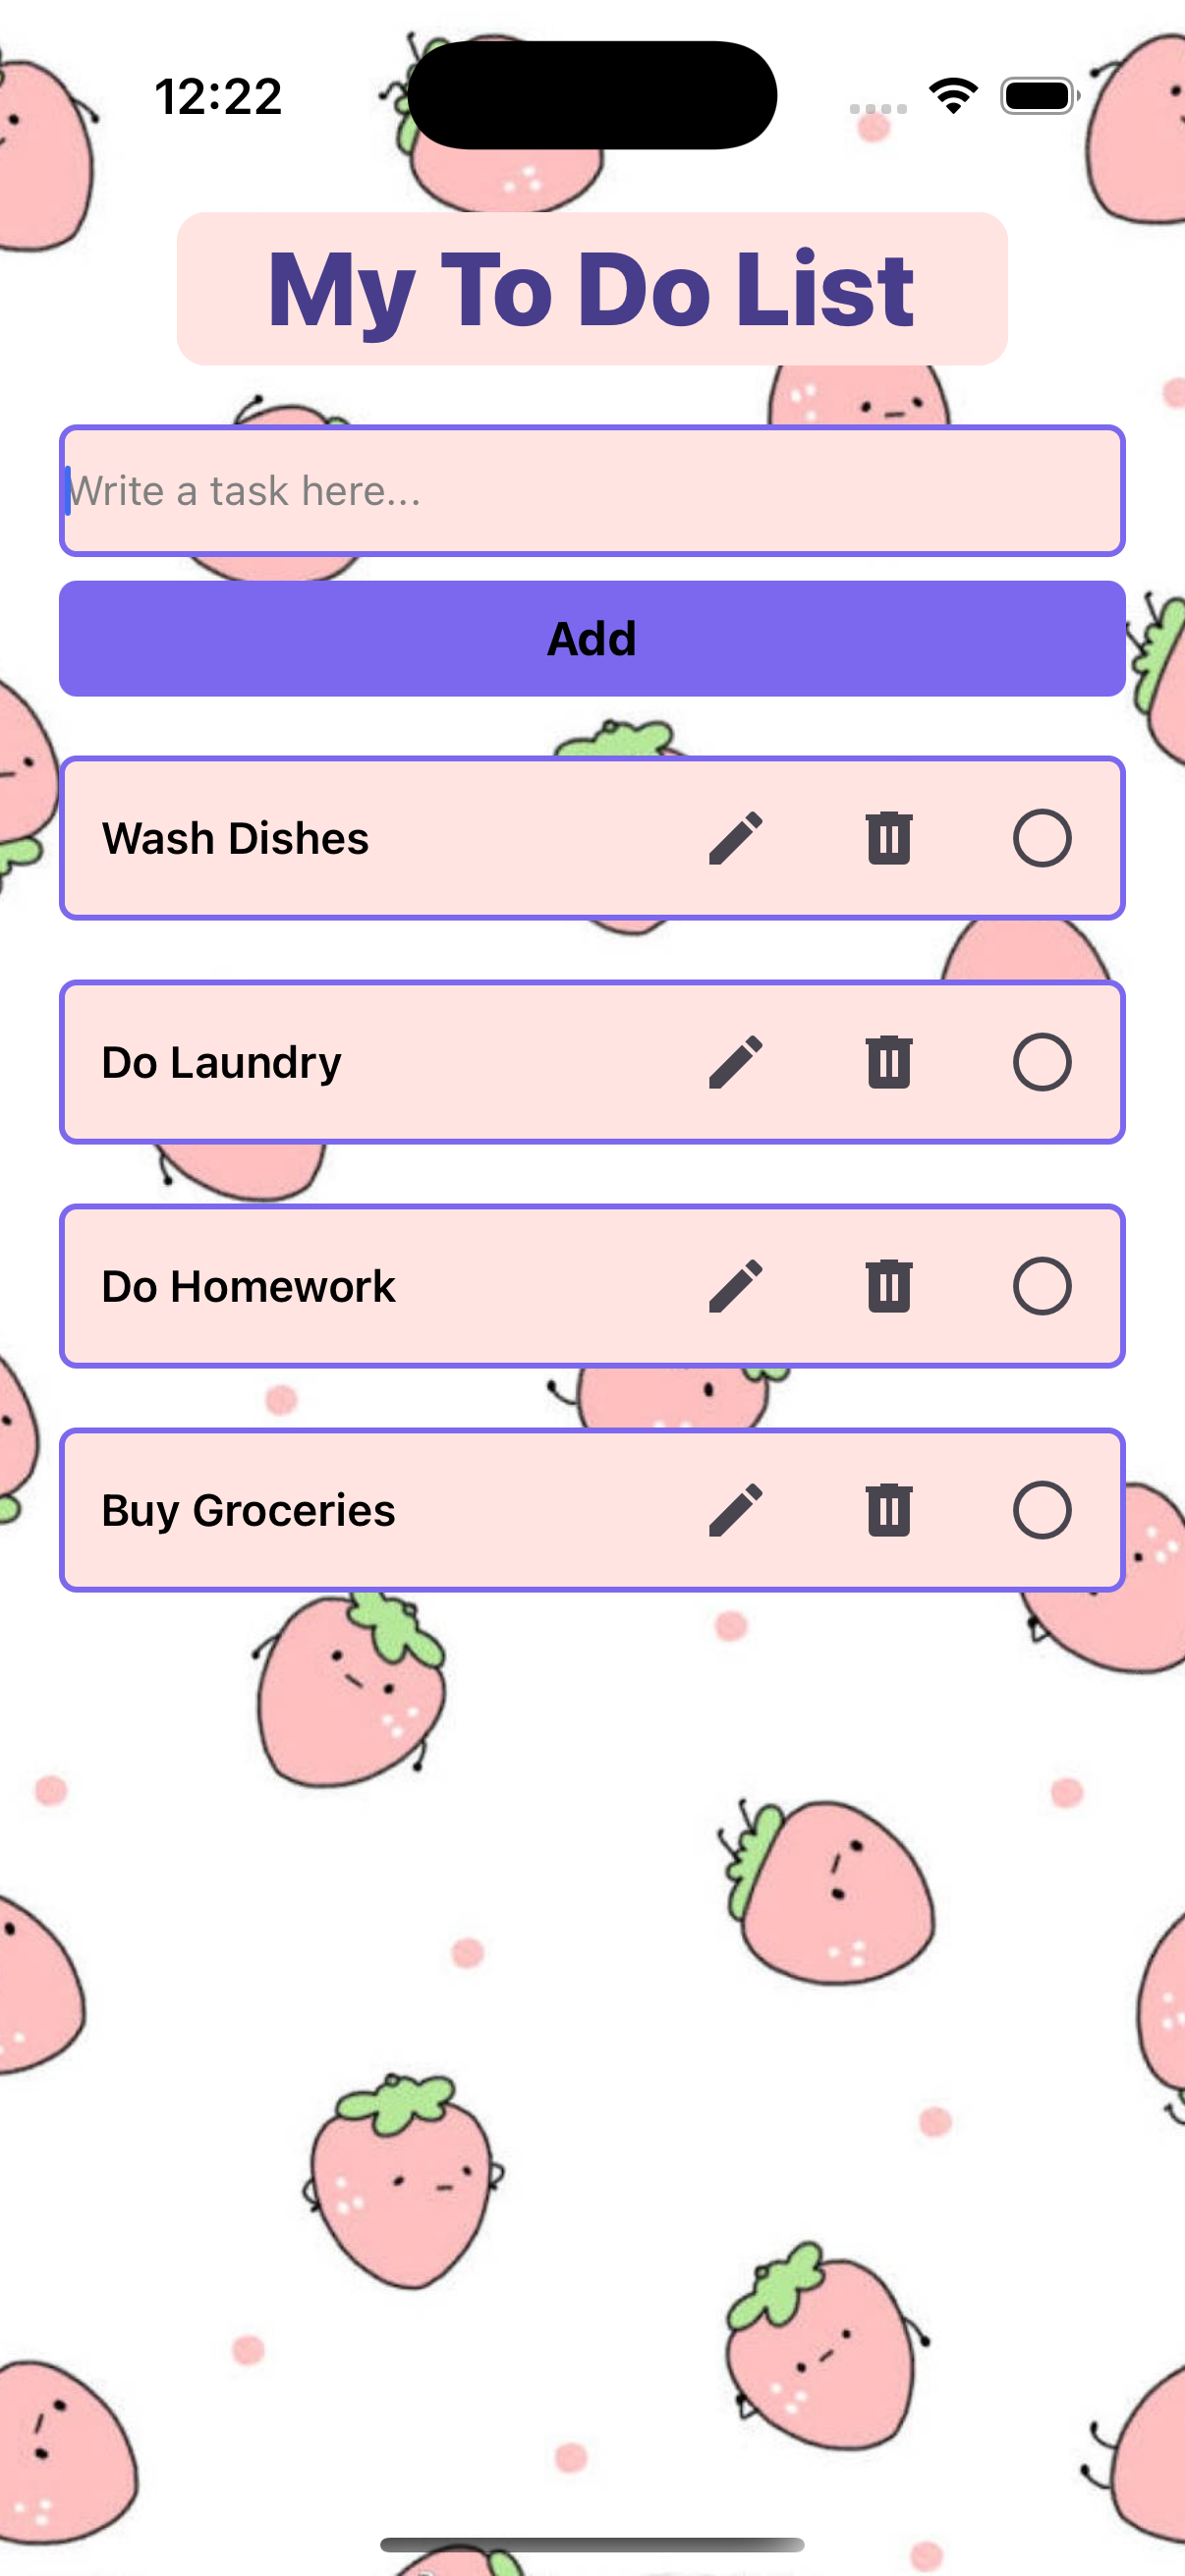 12:22
My To Do List
Write a task here...
Add
Wash Dishes
Do Laundry
Do Homework
Buy Groceries